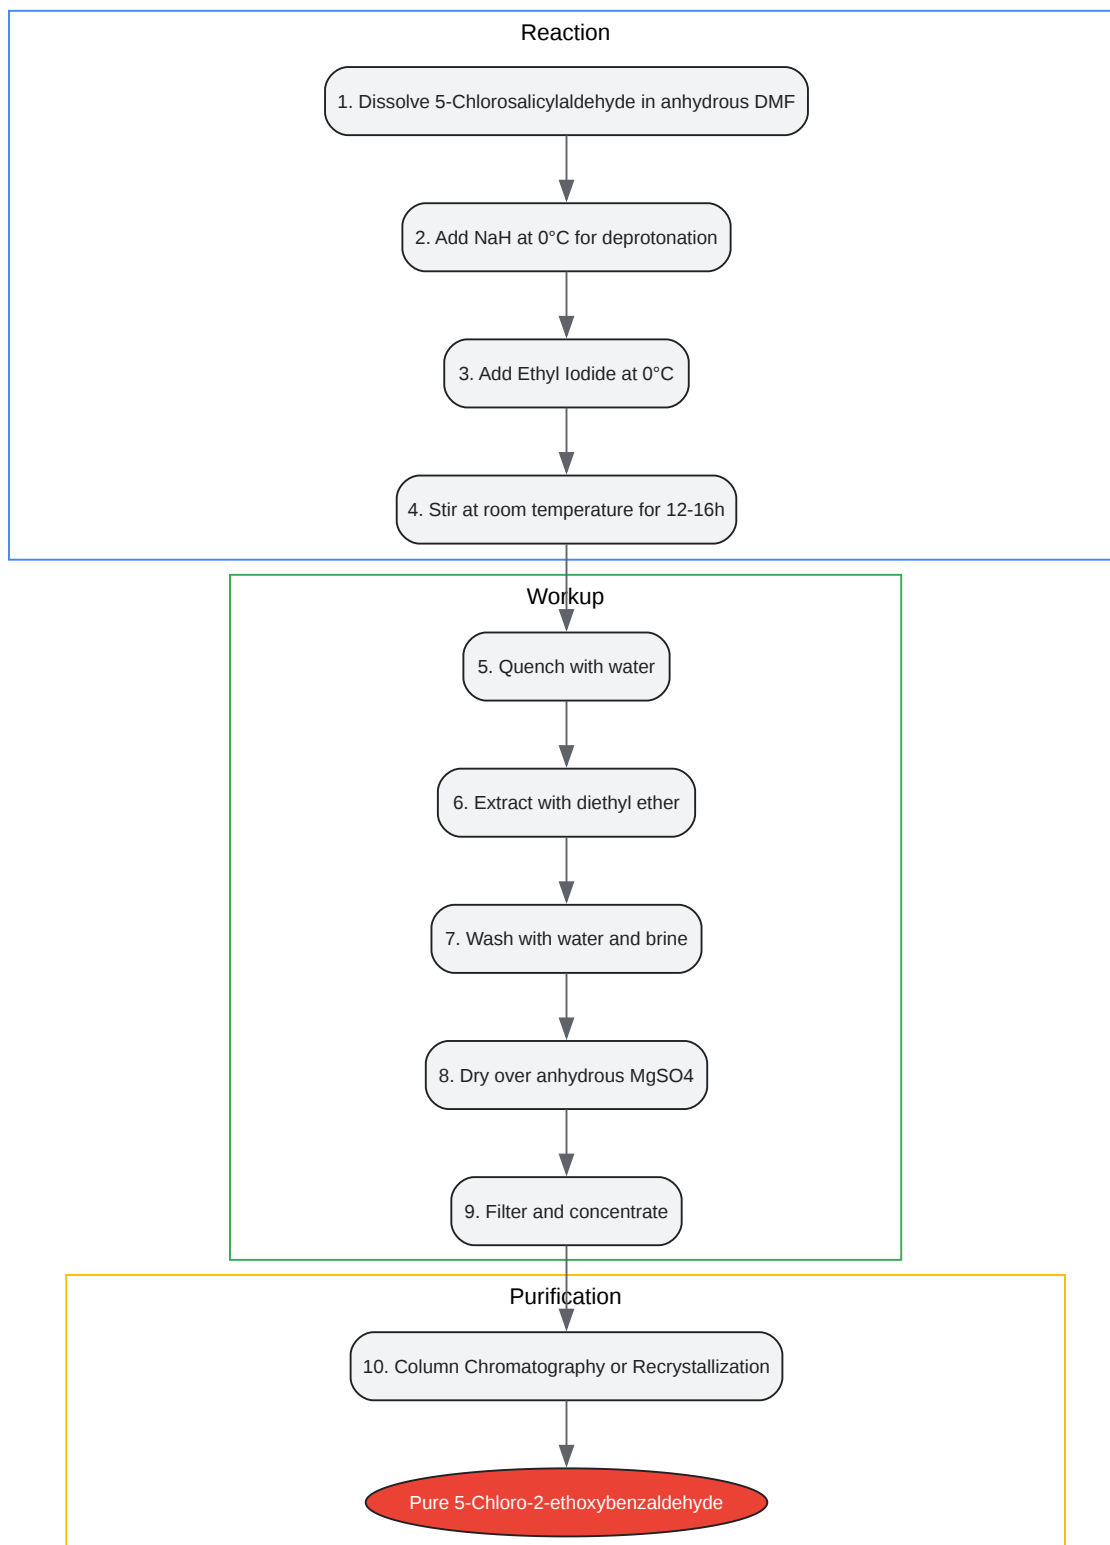 Reaction
1. Dissolve 5-Chlorosalicylaldehyde in anhydrous DMF
2. Add NaH at 0°C for deprotonation
3. Add Ethyl Iodide at 0°C
4. Stir at room temperature for 12-16h
Workup
5. Quench with water
6. Extract with diethyl ether
7. Wash with water and brine
8. Dry over anhydrous MgSO4
9. Filter and concentrate
Purification
10. Column Chromatography or Recrystallization
Pure 5-Chloro-2-ethoxybenzaldehyde